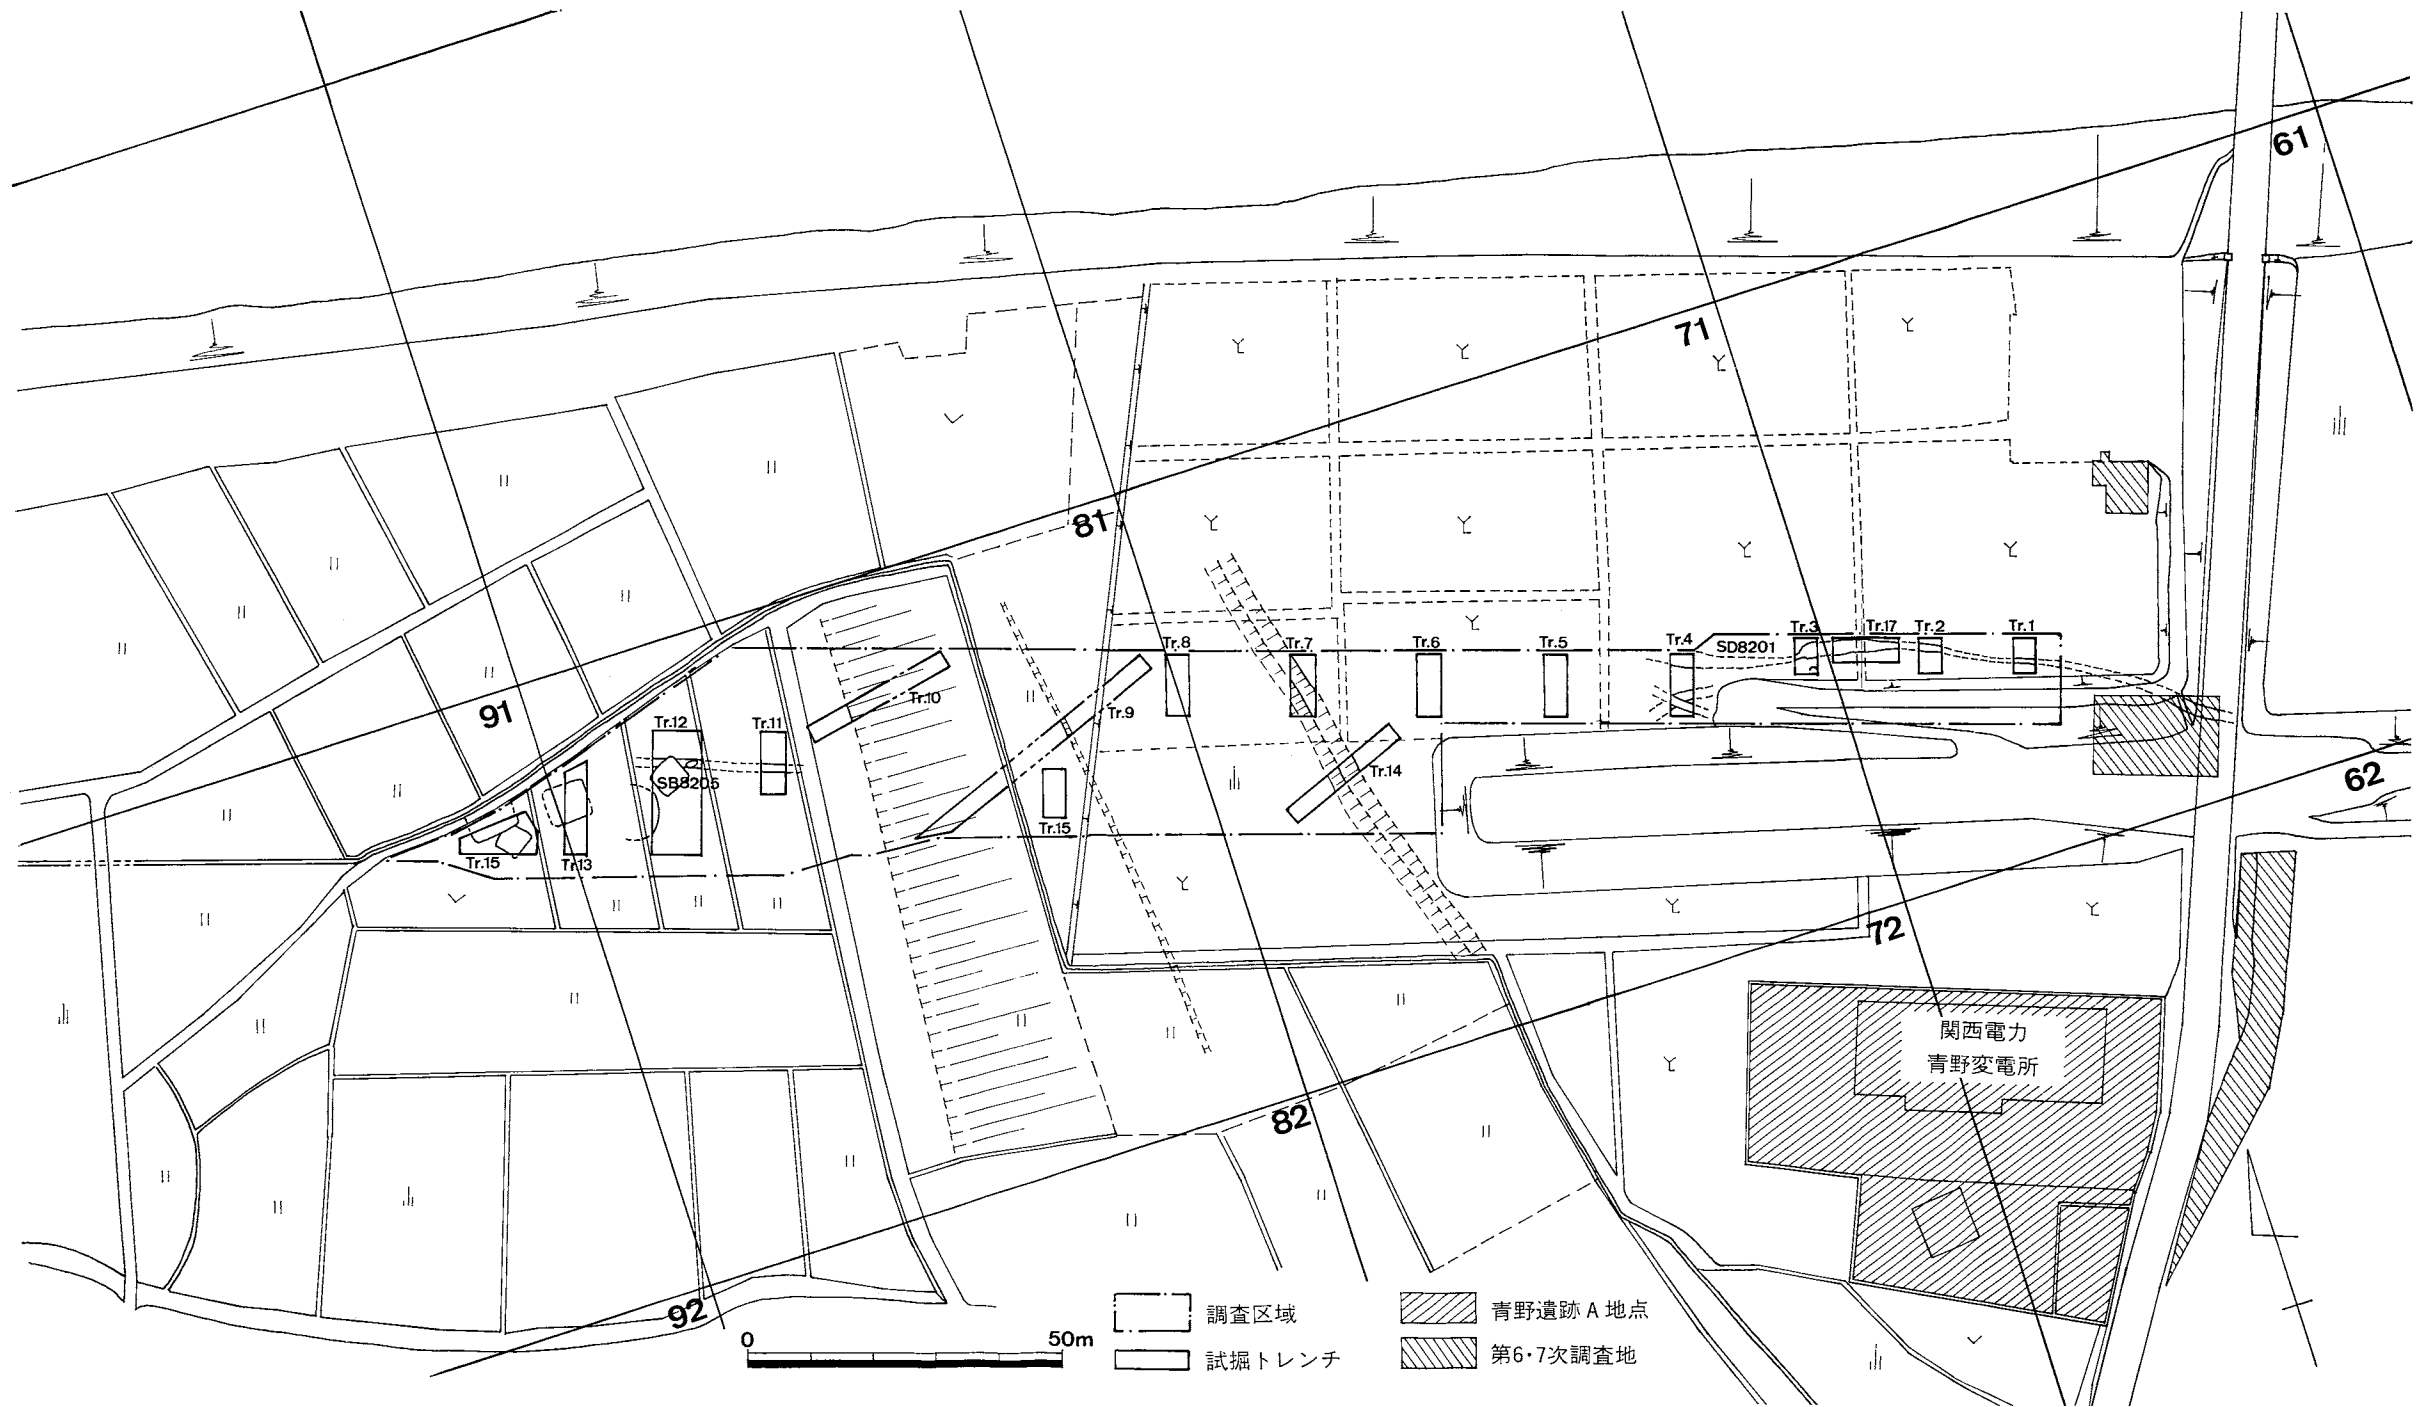 61
71
81
Tr.8
Tr.7
Tr.6
Tr.5
Tr.4
SD8201
Tr.3
Tr.17
Tr.2
Tr.1
91
Tr.12
Tr.11
Tr.10
Tr.9
SB8205
Tr.14
62
Tr.15
Tr.13
Tr.15
72
関西電力
青野変電所
82
92
0 50m
調査区域
試掘トレンチ
青野遺跡A地点
第6・7次調査地